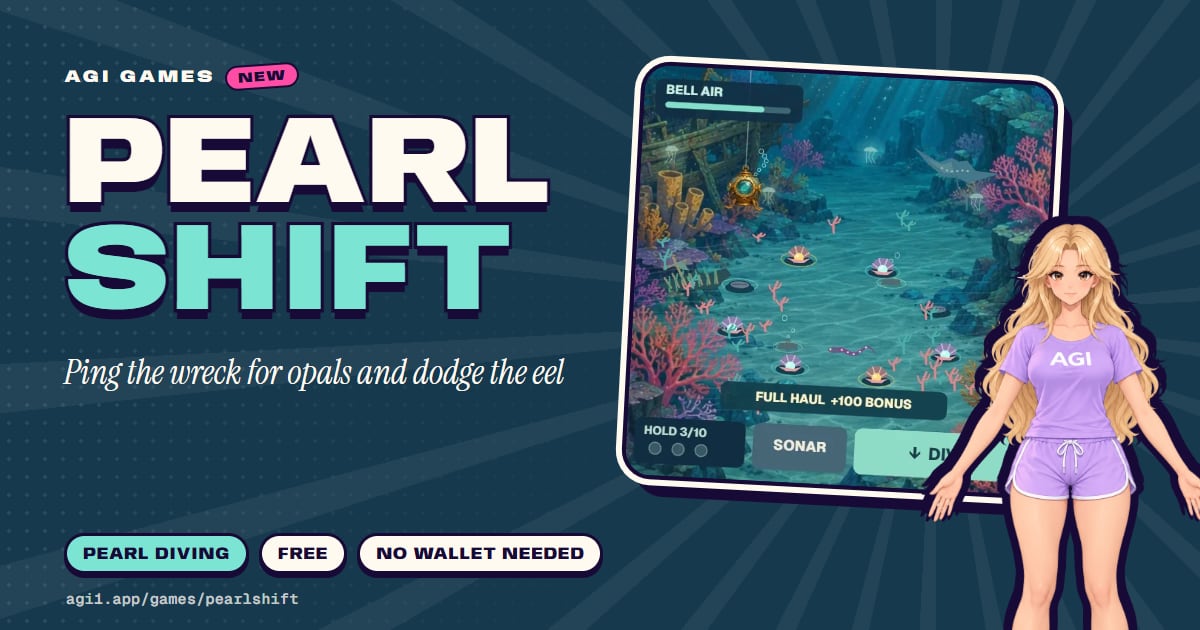 AGI GAMES NEW
PEARL
SHIFT
Ping the wreck for opals and dodge the eel
PEARL DIVING
FREE
NO WALLET NEEDED
agi1.app/games/pearlshift
BELL AIR
FULL HAUL +100 BONUS
HOLD 3/10
SONAR
↓
AGI